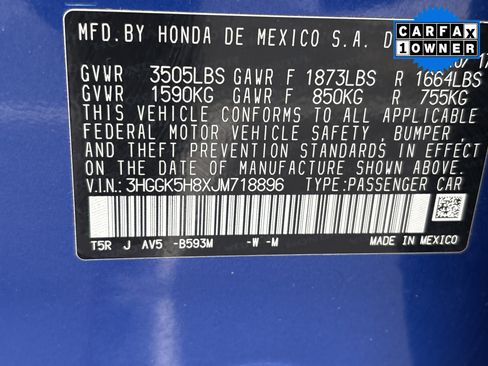 MFD.BY HONDA DE MEXICO S.A. D
CARFAX
1 OWNER
GVWR 3505LBS GAWR F 1873LBS R 1664LBS
GVWR 1590KG GAWR F 850KG R 755KG
THIS VEHICLE CONFORMS TO ALL APPLICABLE
FEDERAL MOTOR VEHICLE SAFETY, BUMPER
AND THEFT PREVENTION STANDARDS IN EFFECT
ON THE DATE OF MANUFACTURE SHOWN ABOVE
V.I.N.: 3HGGK5H8XJM718896 TYPE:PASSENGER CAR
T5R J AV5 -B593M -W -M MADE IN MEXICO